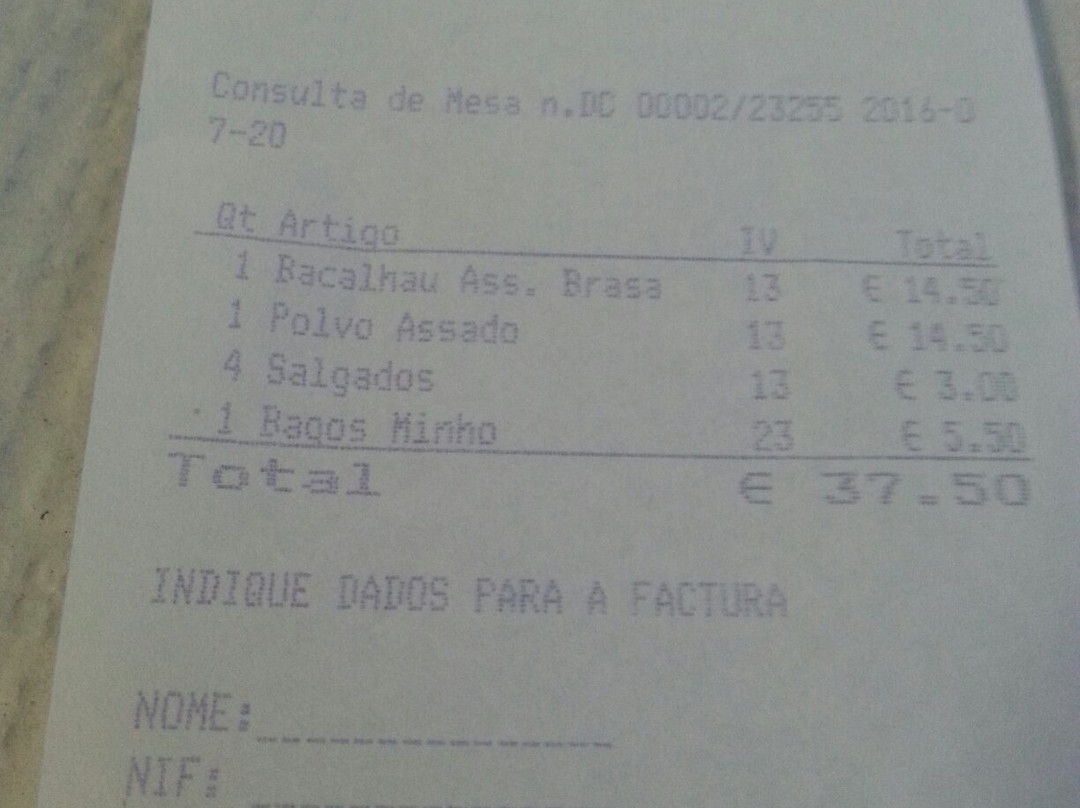 Consulta de Mesa n.DC 00002/23255 2016-0
7-20
Qt Artigo IV Total
1 Bacalhau Ass. Brasa 13 € 14.50
1 Polvo Assado 13 € 14.50
4 Salgados 13 € 3.00
1 Bagos Minho 23 € 5.50
Total € 37.50
INDIQUE DADOS PARA A FACTURA
NOME:
NIF: